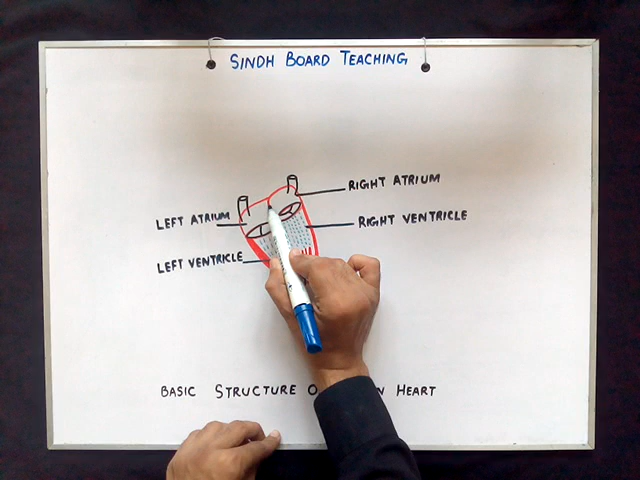 SINDH BOARD TEACHING
RIGHT ATRIUM
LEFT ATRIUM
RIGHT VENTRICLE
LEFT VENTRICLE
BASIC STRUCTURE O N HEART